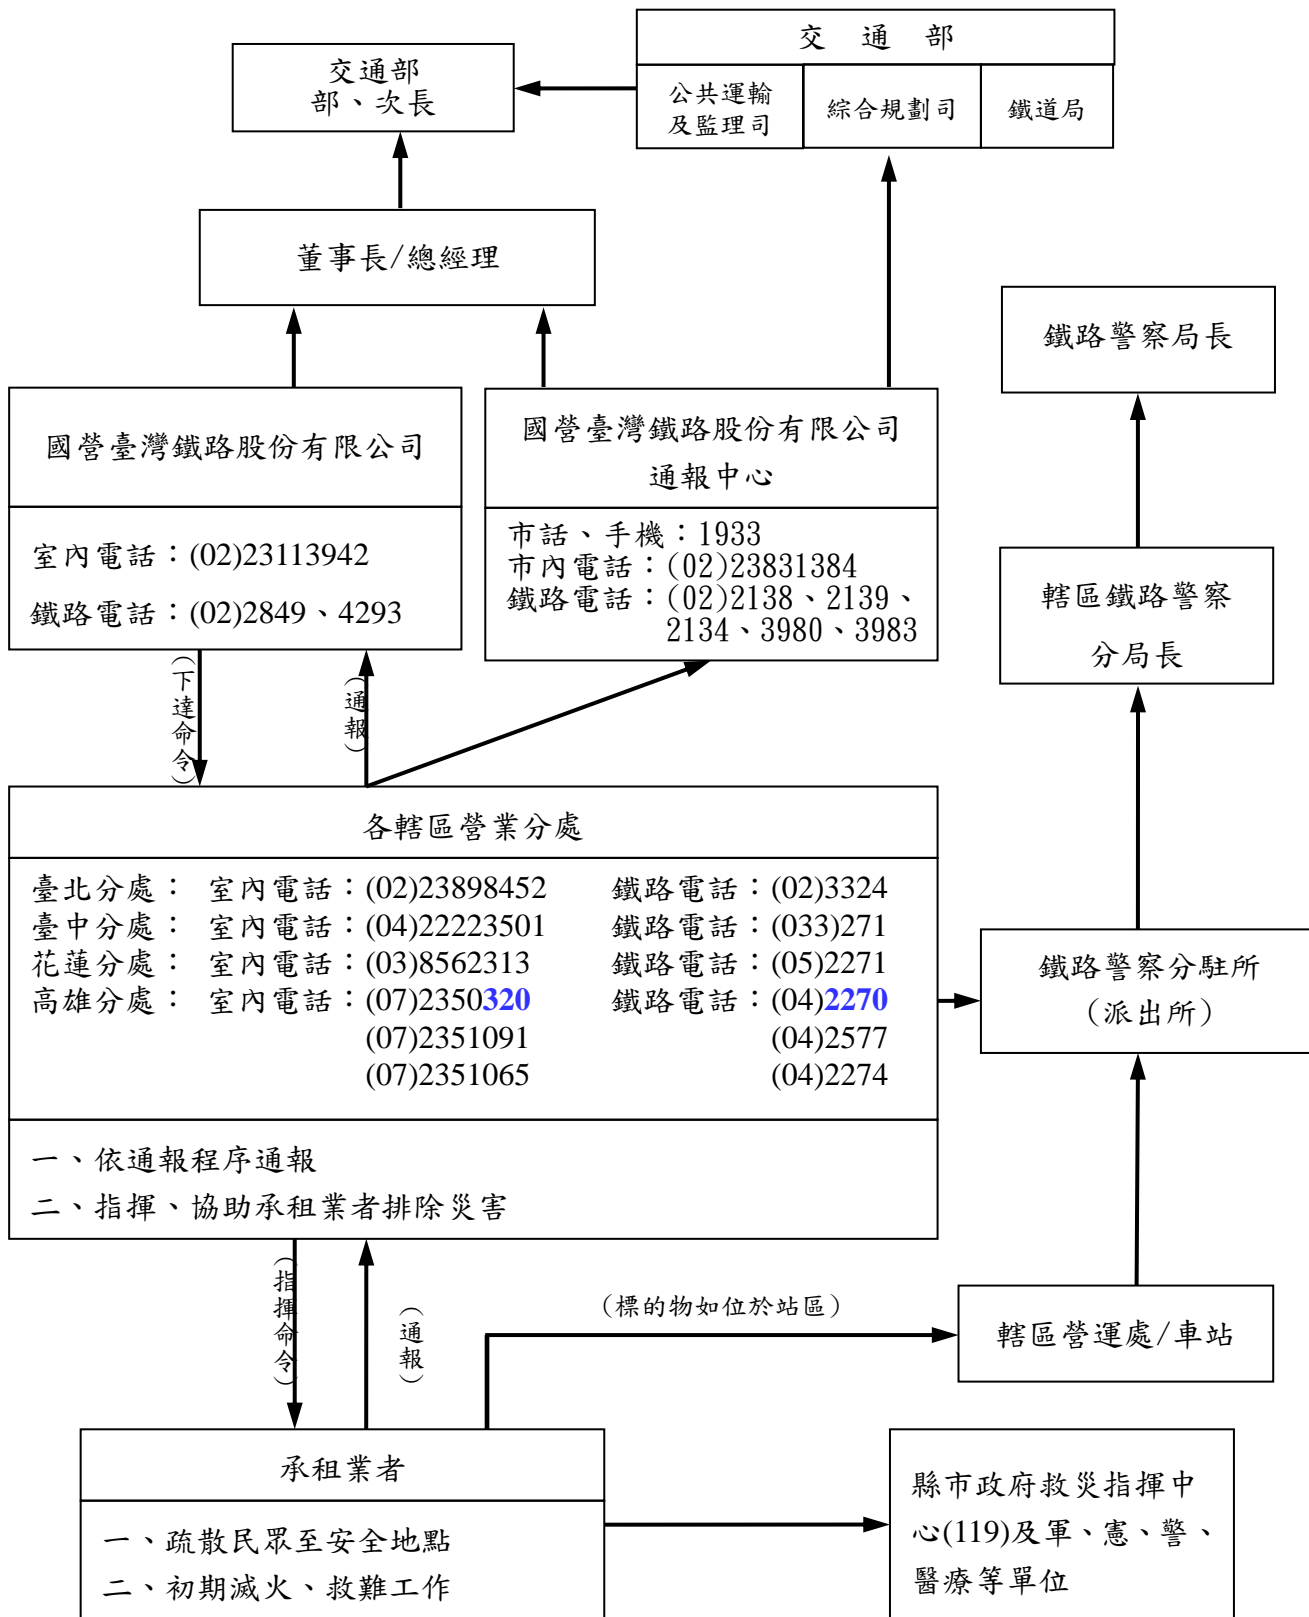 交通部
交通部
部、次長
公共運輸
及監理司
綜合規劃司
鐵道局
董事長/總經理
鐵路警察局長
國營臺灣鐵路股份有限公司
室內電話：(02)23113942
鐵路電話：(02)2849、4293
國營臺灣鐵路股份有限公司
通報中心
市話、手機：1933
市內電話：(02)23831384
鐵路電話：(02)2138、2139、
2134、3980、3983
轄區鐵路警察
分局長
(下達命令)
(通報)
各轄區營業分處
臺北分處： 室內電話：(02)23898452 鐵路電話：(02)3324
臺中分處： 室內電話：(04)22223501 鐵路電話：(033)271
花蓮分處： 室內電話：(03)8562313 鐵路電話：(05)2271
高雄分處： 室內電話：(07)2350320 鐵路電話：(04)2270
(07)2351091 (04)2577
(07)2351065 (04)2274
一、依通報程序通報
二、指揮、協助承租業者排除災害
鐵路警察分駐所
(派出所)
(指揮命令)
(通報)
(標的物如位於站區)
轄區營運處/車站
承租業者
一、疏散民眾至安全地點
二、初期滅火、救難工作
縣市政府救災指揮中
心(119)及軍、憲、警、
醫療等單位